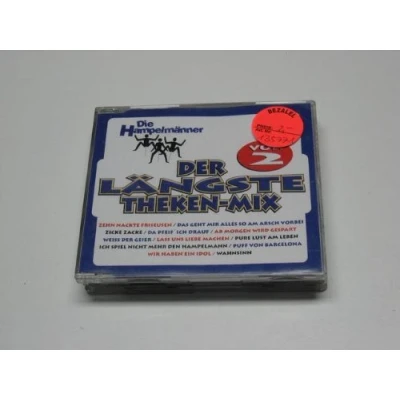 Die
Hampelmänner
BEZALEL
VOL.
2
DER
LÄNGSTE
THEKEN-MIX
ZEHN NACKTE FRISEUSEN / DAS GEHT MIR ALLES SO AM ARSCH VORBEI
ZICKE ZACKE / DA PFEIF ICH DRAUF / AB MORGEN WIRD GESPART
WEISS DER GEIER / LASS UNS LIEBE MACHEN / PURE LUST AM LEBEN
ICH SPIEL NICHT MEHR DEN HAMPELMANN / PUFF VON BARCELONA
WIR HABEN EIN IDOL / WAHNSINN